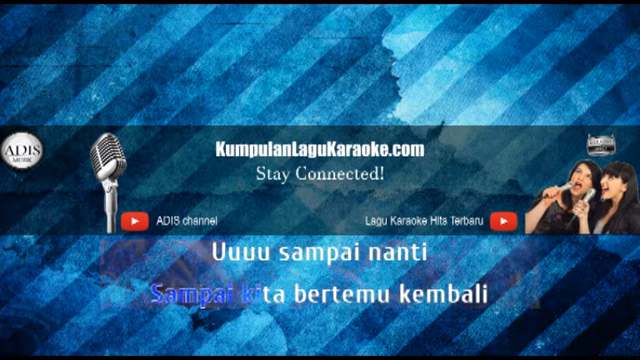 KumpulanLaguKaraoke.com
Stay Connected!
ADIS
MUSIK
ADIS channel
Lagu Karaoke Hits Terbaru
Uuuu sampai nanti
Sampai kita bertemu kembali